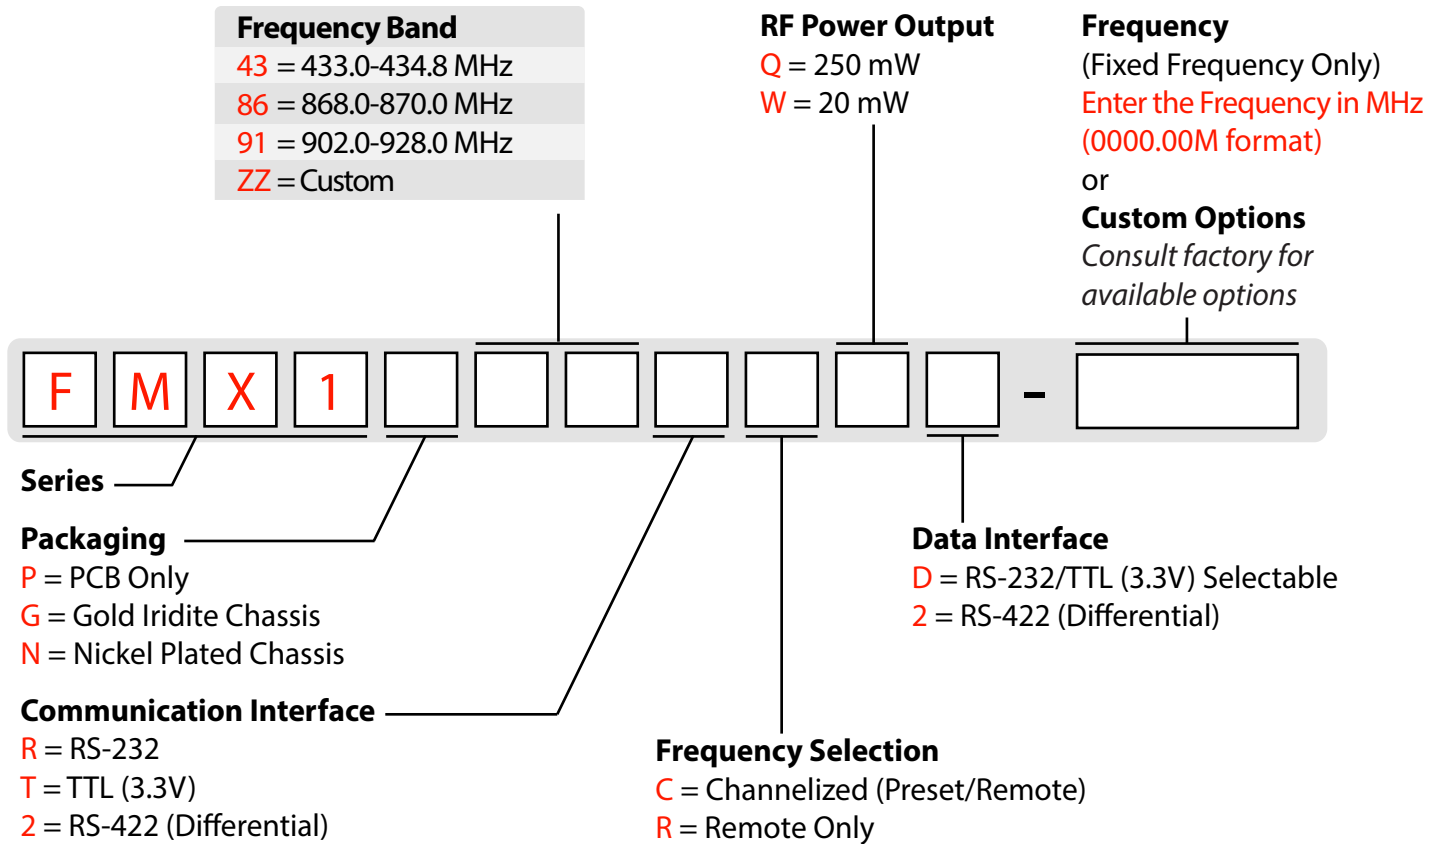 Frequency Band
43 = 433.0-434.8 MHz
86 = 868.0-870.0 MHz
91 = 902.0-928.0 MHz
ZZ = Custom
RF Power Output
Q = 250 mW
W = 20 mW
Frequency
(Fixed Frequency Only)
Enter the Frequency in MHz
(0000.00M format)
or
Custom Options
Consult factory for
available options
F M X 1 -
Series
Packaging
P = PCB Only
G = Gold Iridite Chassis
N = Nickel Plated Chassis
Communication Interface
R = RS-232
T = TTL (3.3V)
2 = RS-422 (Differential)
Frequency Selection
C = Channelized (Preset/Remote)
R = Remote Only
Data Interface
D = RS-232/TTL (3.3V) Selectable
2 = RS-422 (Differential)